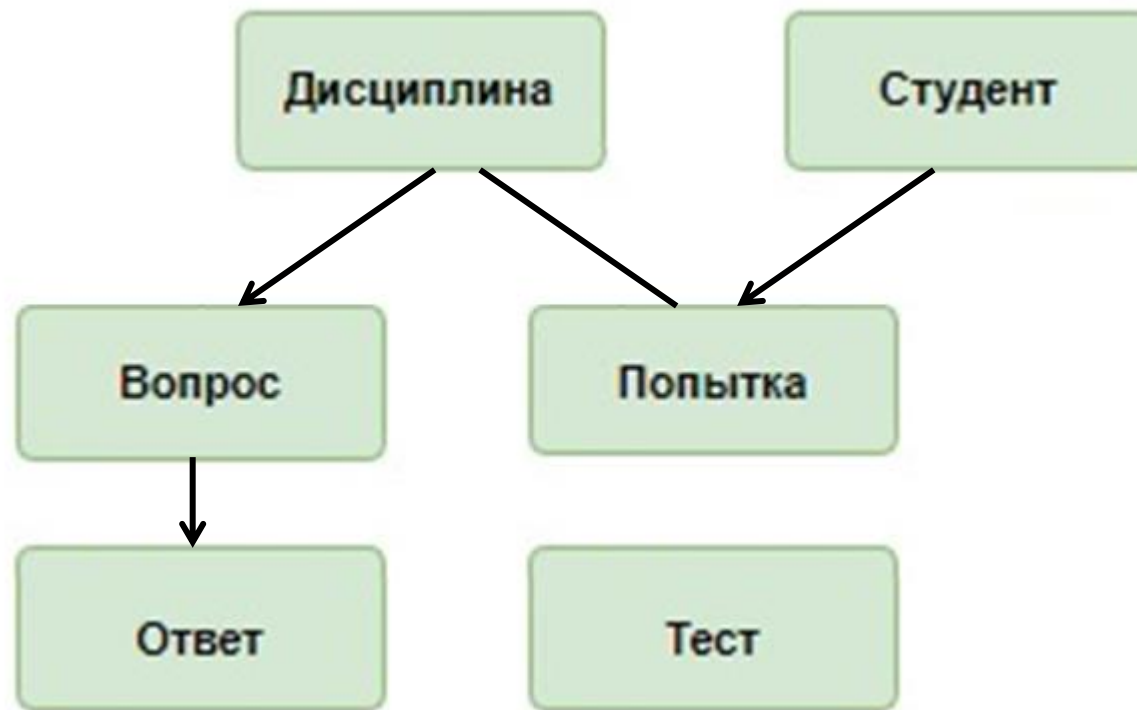 Дисциплина
Студент
Вопрос
Попытка
Ответ
Тест